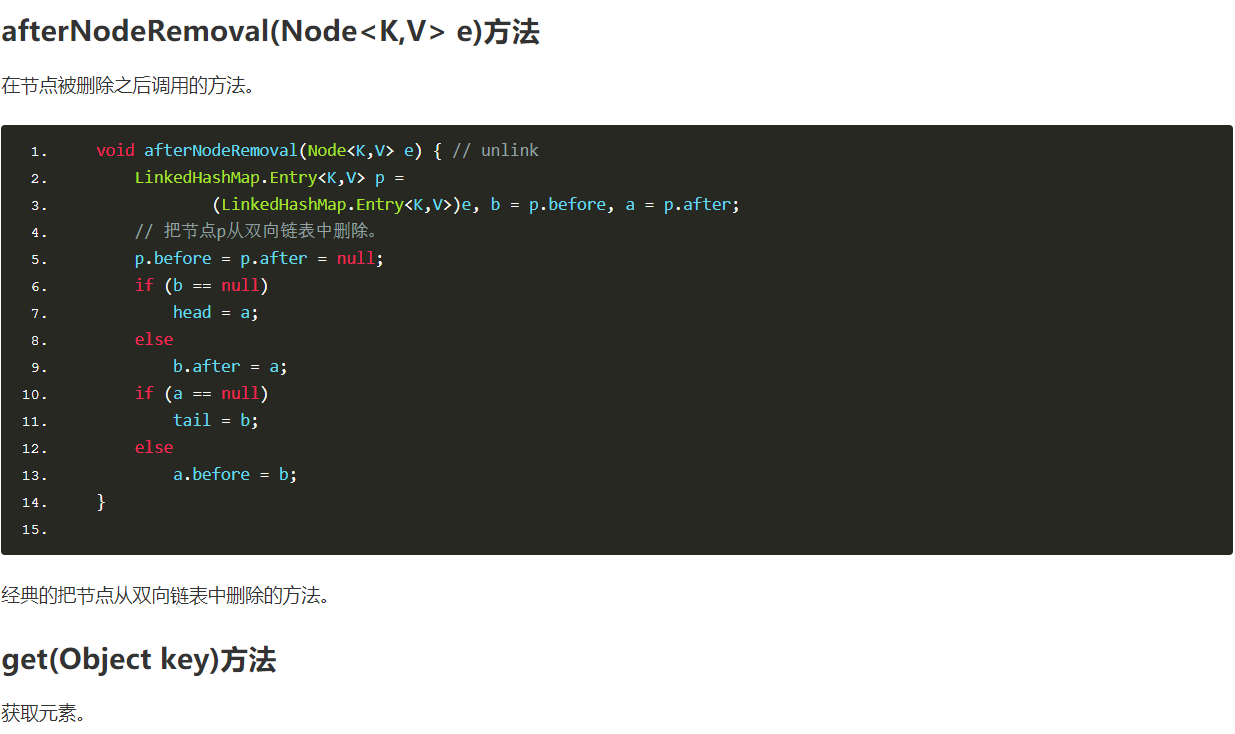 afterNodeRemoval(Node<K,V> e)方法
在节点被删除之后调用的方法。
1.     void afterNodeRemoval(Node<K,V> e) { // unlink
2.         LinkedHashMap.Entry<K,V> p =
3.                 (LinkedHashMap.Entry<K,V>)e, b = p.before, a = p.after;
4.         // 把节点p从双向链表中删除。
5.         p.before = p.after = null;
6.         if (b == null)
7.             head = a;
8.         else
9.             b.after = a;
10.         if (a == null)
11.             tail = b;
12.         else
13.             a.before = b;
14.     }
15.
经典的把节点从双向链表中删除的方法。
get(Object key)方法
获取元素。